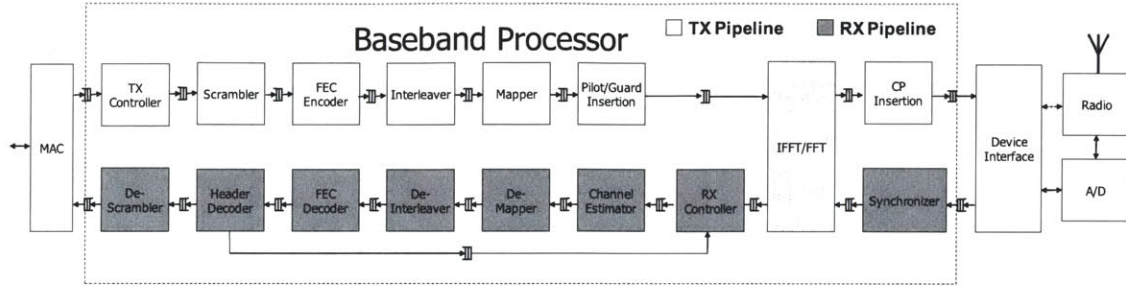 Baseband Processor
TX Pipeline
RX Pipeline
MAC
TX
Controller
Scrambler
FEC
Encoder
Interleaver
Mapper
Pilot/Guard
Insertion
IFFT/FFT
CP
Insertion
Device
Interface
Radio
A/D
De-
Scrambler
Header
Decoder
FEC
Decoder
De-
Interleaver
De-
Mapper
Channel
Estimator
RX
Controller
Synchronizer